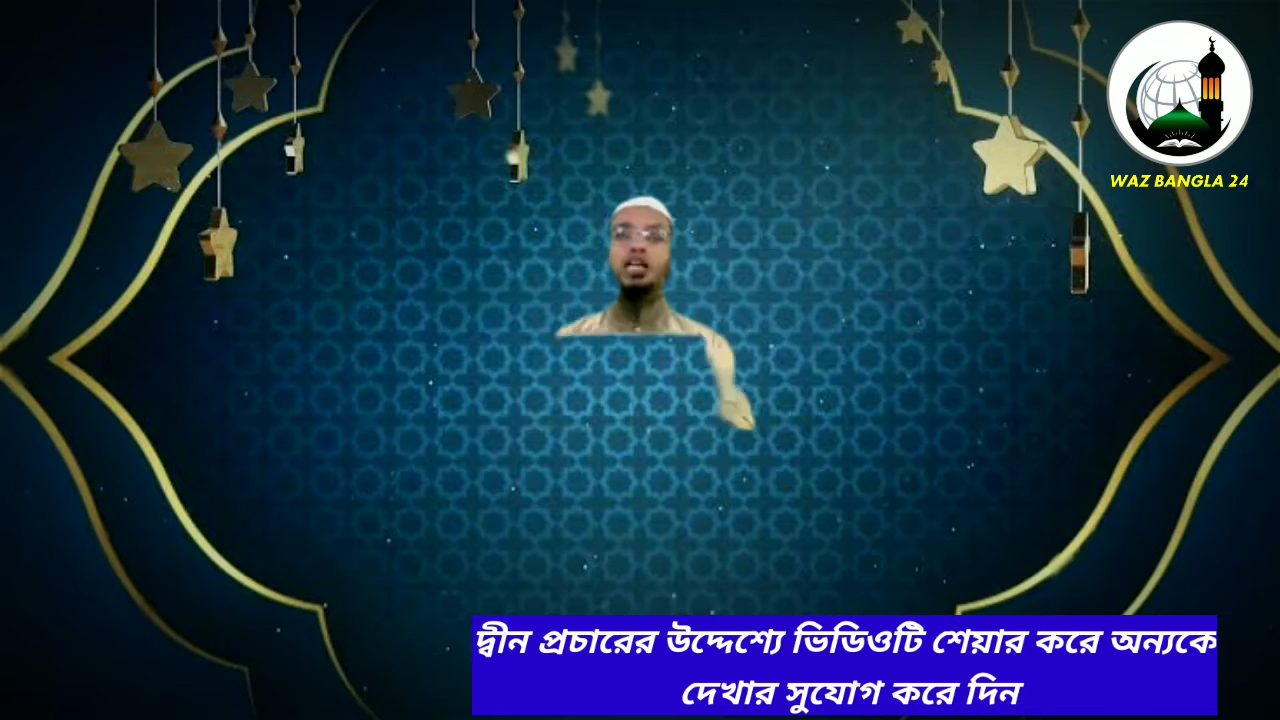 WAZ BANGLA 24
দ্বীন প্রচারের উদ্দেশ্যে ভিডিওটি শেয়ার করে অন্যকে
দেখার সুযোগ করে দিন